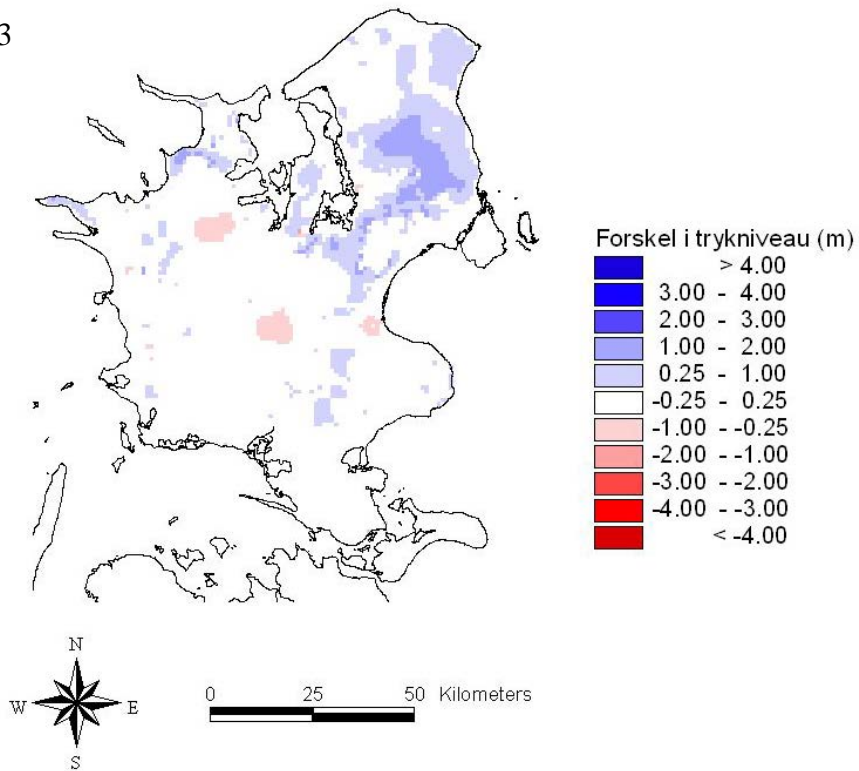 3
Forskel i trykniveau (m)
> 4.00
3.00 - 4.00
2.00 - 3.00
1.00 - 2.00
0.25 - 1.00
-0.25 - 0.25
-1.00 - -0.25
-2.00 - -1.00
-3.00 - -2.00
-4.00 - -3.00
< -4.00
N
W E
S
0 25 50 Kilometers